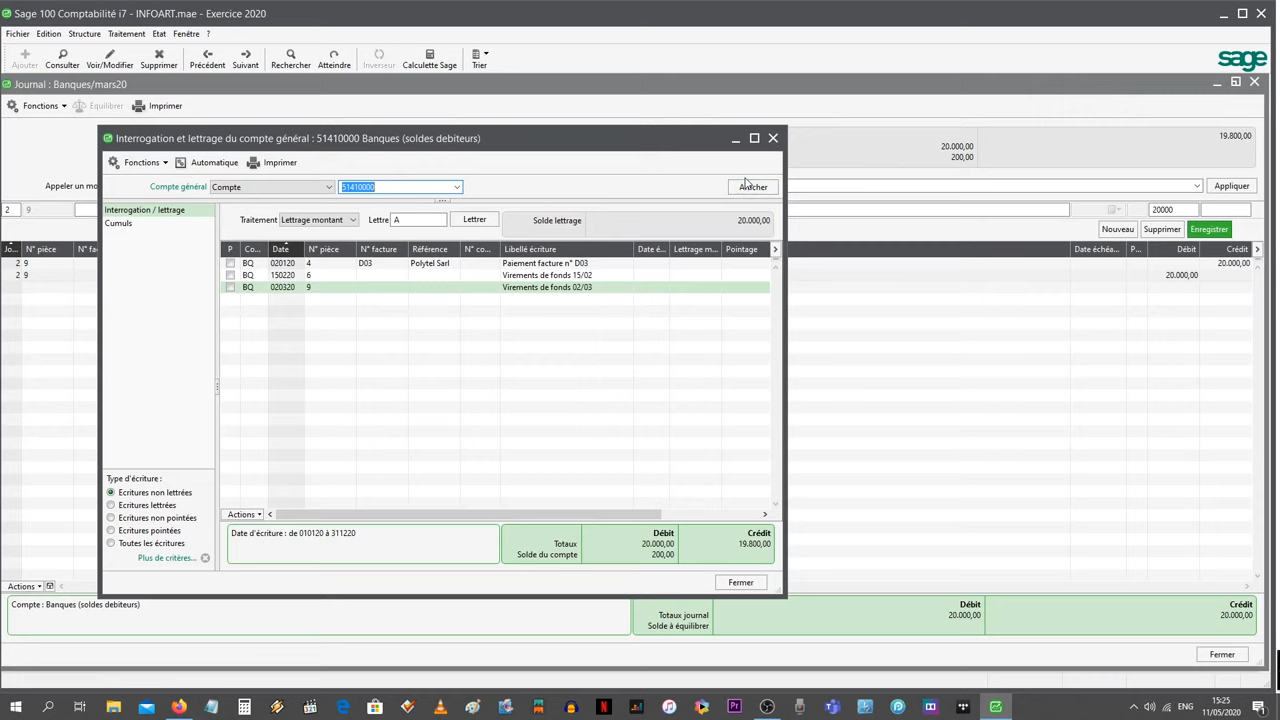 Sage 100 Comptabilité i7 - INFOART.mae - Exercice 2020
Fichier Edition Structure Traitement Etat Fenêtre ?
Ajouter Consulter Voir/Modifier Supprimer Précédent Suivant Rechercher Atteindre Inverseur Calculette Sage Trier
sage
Journal : Banques/mars20
Fonctions Equilibrer Imprimer
19.800,00
20.000,00
200,00
Appeler un mo
Appliquer
2 9
20000
Nouveau Supprimer Enregistrer
Jo... N° pièce N° fac Date échéa... P... Débit Crédit
2 9 20.000,00
2 9 20.000,00
Interrogation et lettrage du compte général : 51410000 Banques (soldes debiteurs)
Fonctions Automatique Imprimer
Compte général Compte 51410000 Afficher
Interrogation / lettrage
Cumuls
Traitement Lettrage montant Lettre A Lettrer Solde lettrage 20.000,00
P Co... Date N° pièce N° facture Référence N° co... Libellé écriture Date é... Lettrage m... Pointage
BQ 020120 4 D03 Polytel Sarl Paiement facture n° D03
BQ 150220 6 Virements de fonds 15/02
BQ 020320 9 Virements de fonds 02/03
Type d'écriture :
Ecritures non lettrées
Ecritures lettrées
Ecritures non pointées
Ecritures pointées
Toutes les écritures
Plus de critères...
Actions
Date d'écriture : de 010120 à 311220
Débit Crédit
Totaux 20.000,00 19.800,00
Solde du compte 200,00
Fermer
Actions
Compte : Banques (soldes debiteurs)
Débit Crédit
Totaux journal 20.000,00 20.000,00
Solde à équilibrer
Fermer
ENG
15:25
11/05/2020